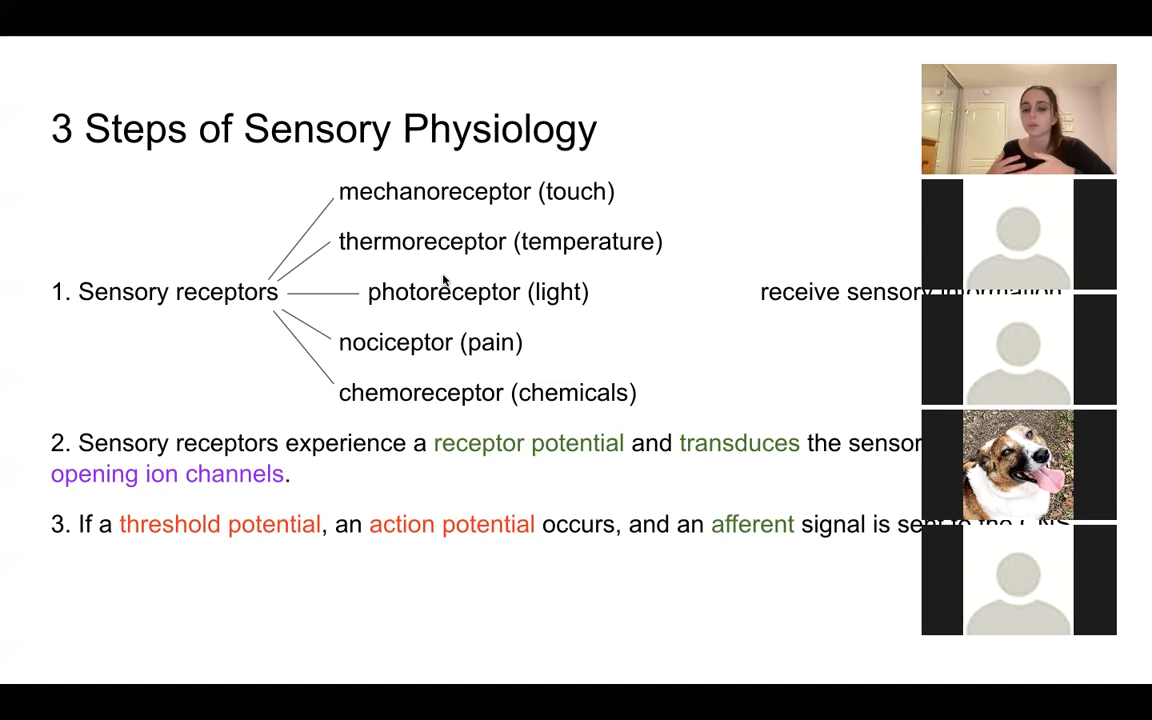 3 Steps of Sensory Physiology
mechanoreceptor (touch)
thermoreceptor (temperature)
1. Sensory receptors photoreceptor (light) receive sensory information
nociceptor (pain)
chemoreceptor (chemicals)
2. Sensory receptors experience a receptor potential and transduces the sensor
opening ion channels.
3. If a threshold potential, an action potential occurs, and an afferent signal is sent to the CNS